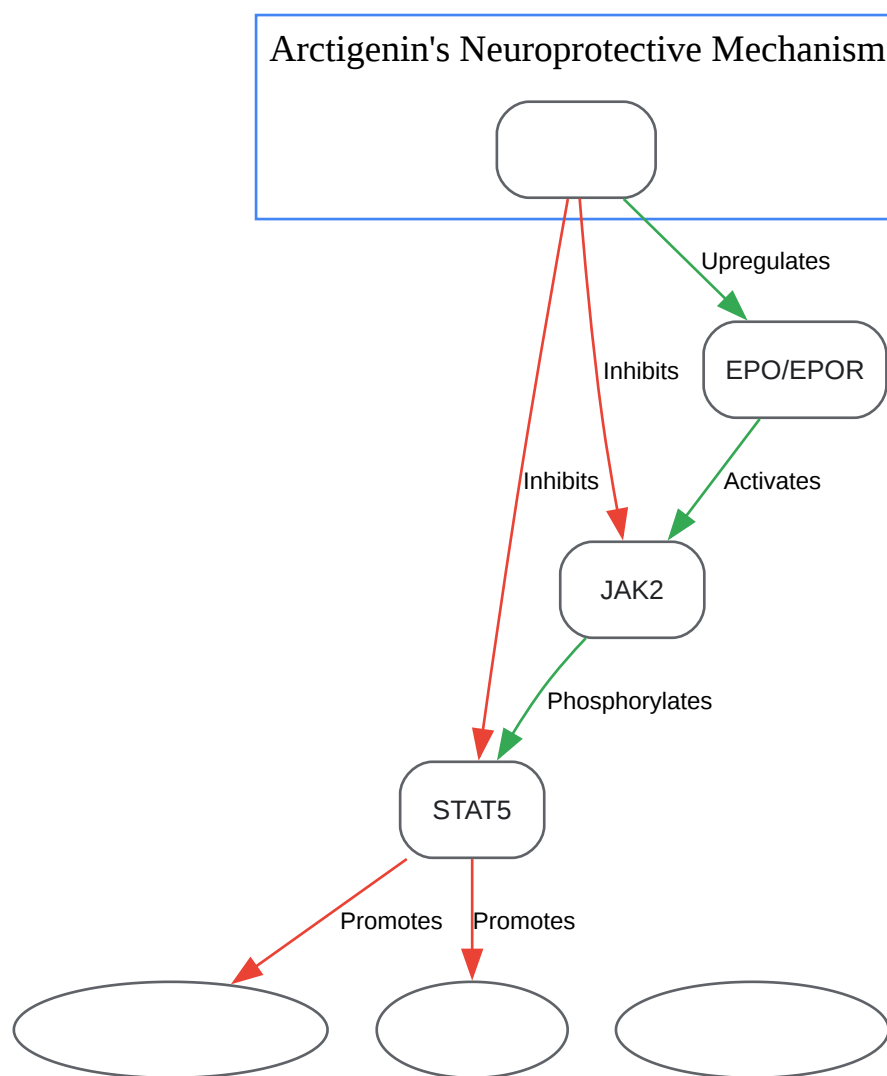 Arctigenin's Neuroprotective Mechanism
Upregulates
EPO/EPOR
Inhibits
Inhibits
Activates
JAK2
Phosphorylates
STAT5
Promotes
Promotes